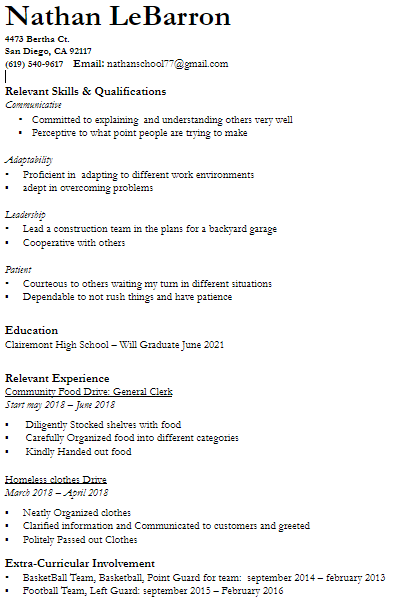 Nathan LeBarron
4473 Bertha Ct.
San Diego, CA 92117
(619) 540-9617 Email: nathanschool77@gmail.com
Relevant Skills & Qualifications
Communicative
• Committed to explaining and understanding others very well
• Perceptive to what point people are trying to make
Adaptability
• Proficient in adapting to different work environments
• adept in overcoming problems
Leadership
• Lead a construction team in the plans for a backyard garage
• Cooperative with others
Patient
• Courteous to others waiting my turn in different situations
• Dependable to not rush things and have patience
Education
Clairemont High School – Will Graduate June 2021
Relevant Experience
Community Food Drive: General Clerk
Start may 2018 – June 2018
• Diligently Stocked shelves with food
• Carefully Organized food into different categories
• Kindly Handed out food
Homeless clothes Drive
March 2018 – April 2018
• Neatly Organized clothes
• Clarified information and Communicated to customers and greeted
• Politely Passed out Clothes
Extra-Curricular Involvement
• BasketBall Team, Basketball, Point Guard for team: september 2014 – february 2013
• Football Team, Left Guard: september 2015 – February 2016